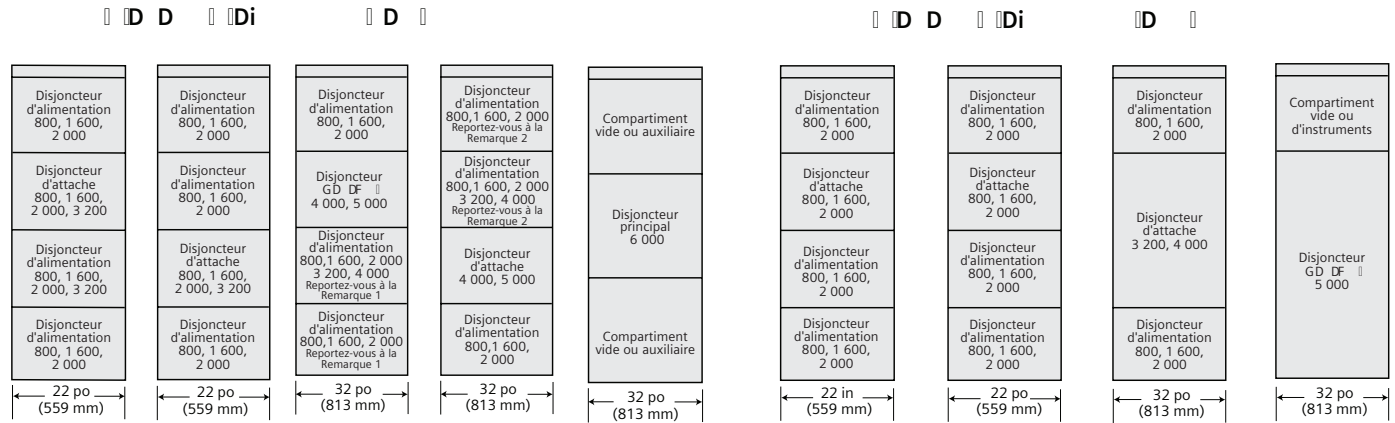 Disjoncteur
d'alimentation
800, 1 600,
2 000
Disjoncteur
d'attache
800, 1 600,
2 000, 3 200
Disjoncteur
d'alimentation
800, 1 600,
2 000, 3 200
Disjoncteur
d'alimentation
800, 1 600,
2 000
22 po
(559 mm)
Disjoncteur
d'alimentation
800, 1 600,
2 000
Disjoncteur
d'alimentation
800, 1 600,
2 000
Disjoncteur
d'attache
800, 1 600,
2 000, 3 200
Disjoncteur
d'alimentation
800, 1 600,
2 000
22 po
(559 mm)
Disjoncteur
d'alimentation
800, 1 600,
2 000
Disjoncteur
4 000, 5 000
Disjoncteur
d'alimentation
800,1 600, 2 000
3 200, 4 000
Reportez-vous à la
Remarque 1
Disjoncteur
d'alimentation
800,1 600, 2 000
Reportez-vous à la
Remarque 1
32 po
(813 mm)
Disjoncteur
d'alimentation
800,1 600, 2 000
Reportez-vous à la
Remarque 2
Disjoncteur
d'alimentation
800,1 600, 2 000
3 200, 4 000
Reportez-vous à la
Remarque 2
Disjoncteur
d'attache
4 000, 5 000
Disjoncteur
d'alimentation
800, 1 600,
2 000
32 po
(813 mm)
Compartiment
vide ou auxiliaire
Disjoncteur
principal
6 000
Compartiment
vide ou auxiliaire
32 po
(813 mm)
Disjoncteur
d'alimentation
800, 1 600,
2 000
Disjoncteur
d'attache
800, 1 600,
2 000
Disjoncteur
d'alimentation
800, 1 600,
2 000
Disjoncteur
d'alimentation
800, 1 600,
2 000
22 in
(559 mm)
Disjoncteur
d'alimentation
800, 1 600,
2 000
Disjoncteur
d'attache
800, 1 600,
2 000
Disjoncteur
d'alimentation
800, 1 600,
2 000
Disjoncteur
d'alimentation
800, 1 600,
2 000
22 po
(559 mm)
Disjoncteur
d'alimentation
800, 1 600,
2 000
Disjoncteur
d'attache
3 200, 4 000
Disjoncteur
d'alimentation
800, 1 600,
2 000
32 po
(813 mm)
Compartiment
vide ou
d'instruments
Disjoncteur
5 000
32 po
(813 mm)